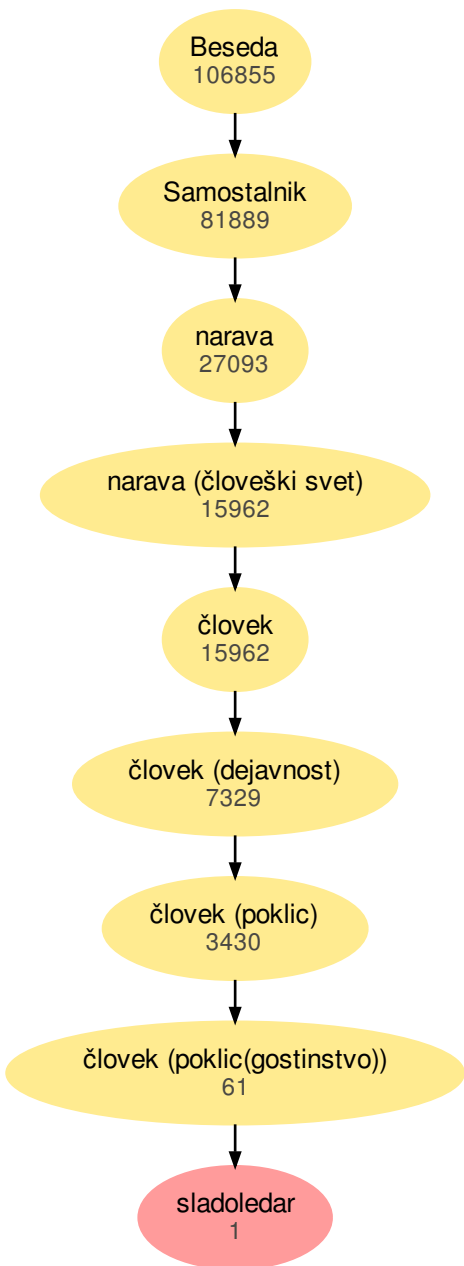 Beseda
106855
Samostalnik
81889
narava
27093
narava (človeški svet)
15962
človek
15962
človek (dejavnost)
7329
človek (poklic)
3430
človek (poklic(gostinstvo))
61
sladoledar
1